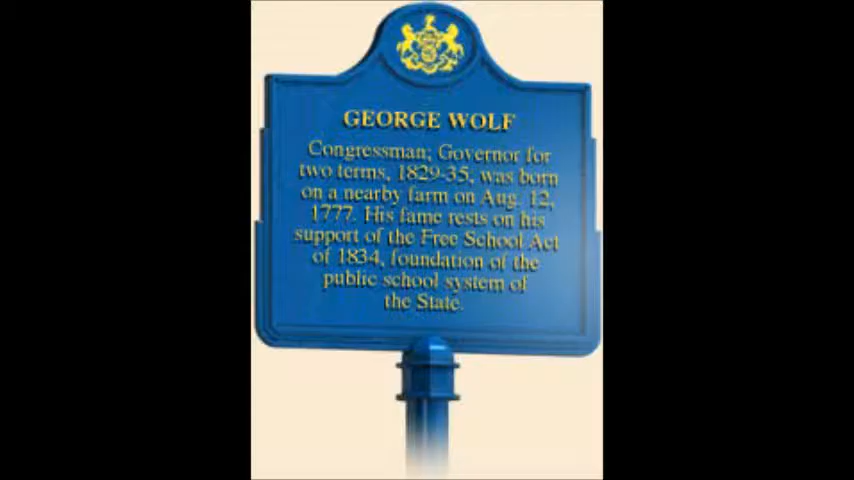 GEORGE WOLF
Congressman; Governor for
two terms, 1829-35, was born
on a nearby farm on Aug. 12,
1777. His fame rests on his
support of the Free School Act
of 1834, foundation of the
public school system of
the State.